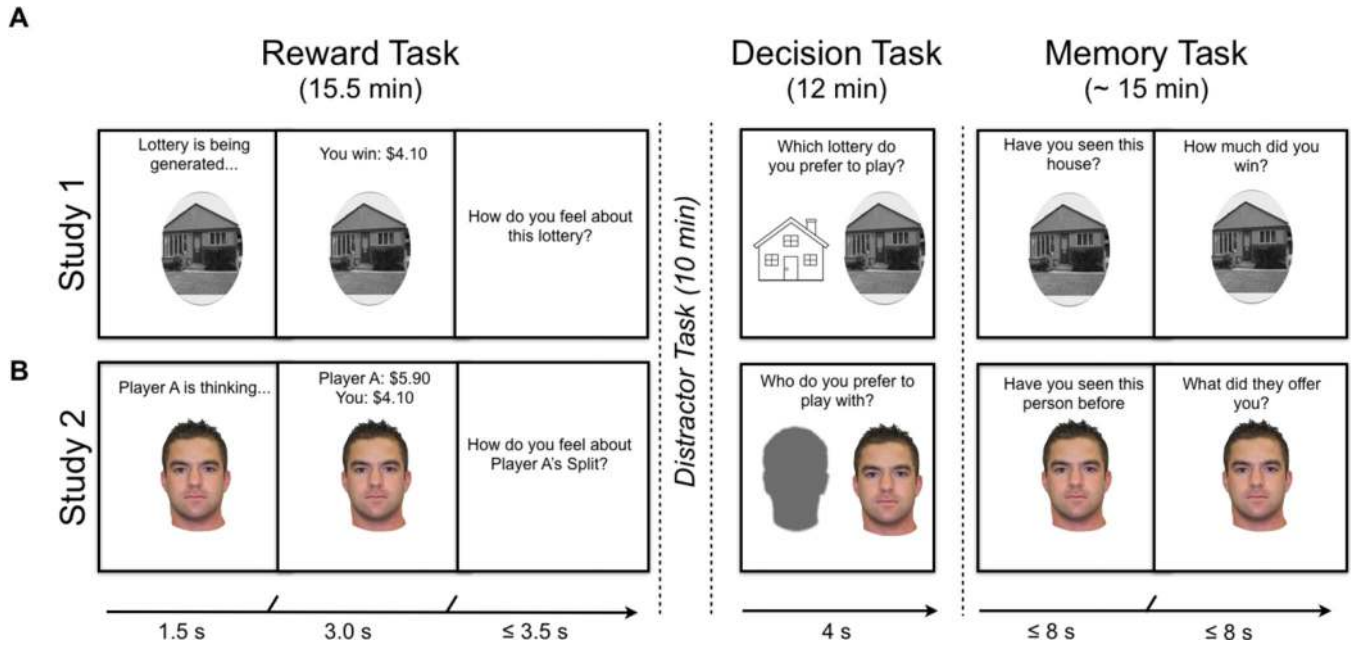 A
Reward Task
(15.5 min)
Decision Task
(12 min)
Memory Task
(~ 15 min)
Study 1
Lottery is being
generated...
You win: $4.10
How do you feel about
this lottery?
Distractor Task (10 min)
Which lottery do
you prefer to play?
Have you seen this
house?
How much did you
win?
B
Study 2
Player A is thinking...
Player A: $5.90
You: $4.10
How do you feel about
Player A's Split?
Who do you prefer to
play with?
Have you seen this
person before
What did they offer
you?
1.5 s
3.0 s
≤ 3.5 s
4 s
≤ 8 s
≤ 8 s